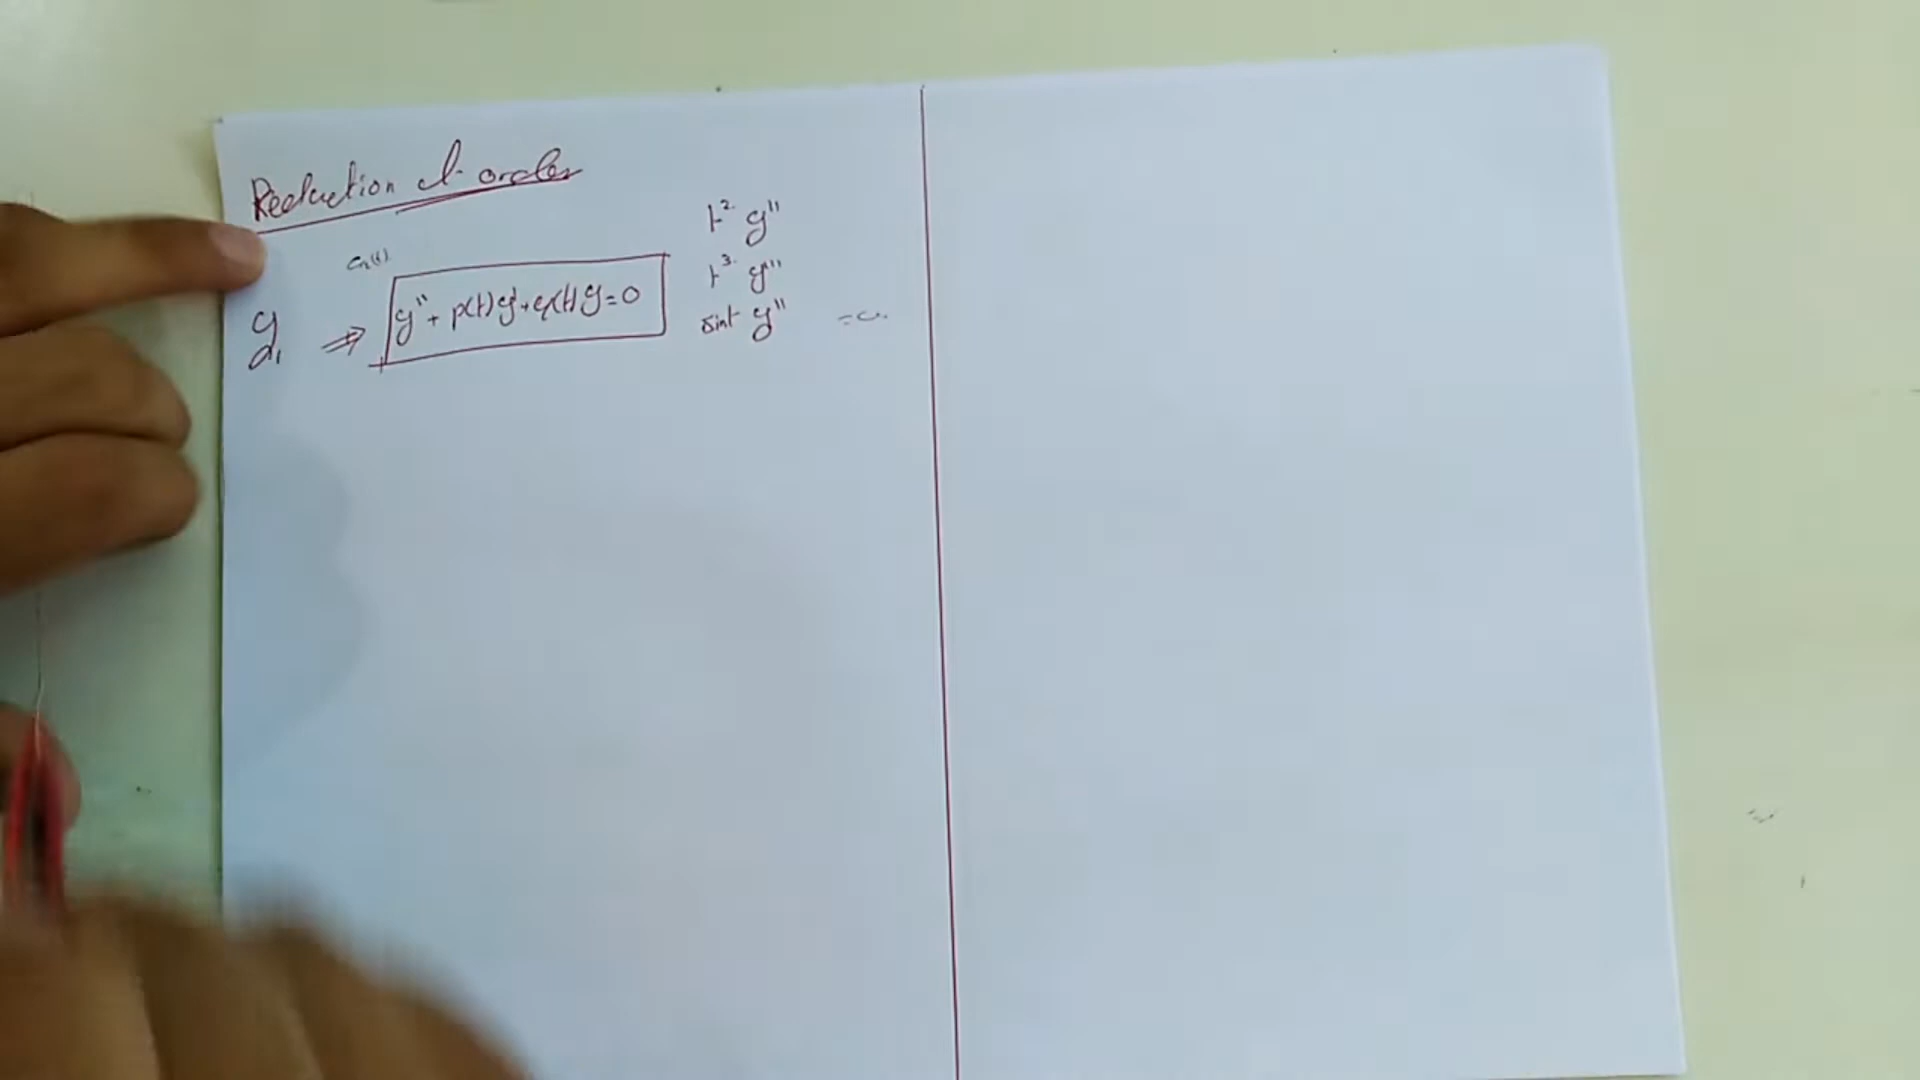 Reduction of order
t² y''
a₂(t)
t³ y'''
y₁ ⇒ y'' + p(t)y' + q(t)y = 0
sint y''